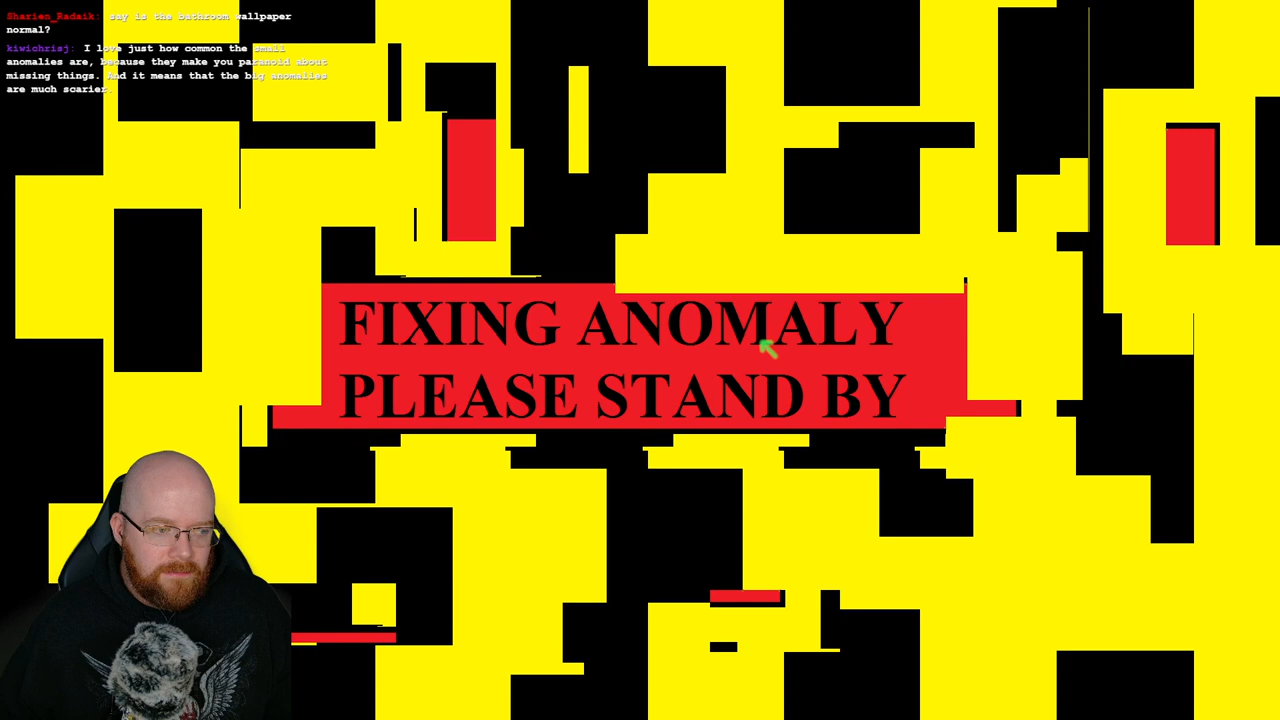 Sharien_Radaik: say is the bathroom wallpaper
normal?
kiwichrisj: I love just how common the small
anomalies are, because they make you paranoid about
missing things. And it means that the big anomalies
are much scarier.
FIXING ANOMALY
PLEASE STAND BY